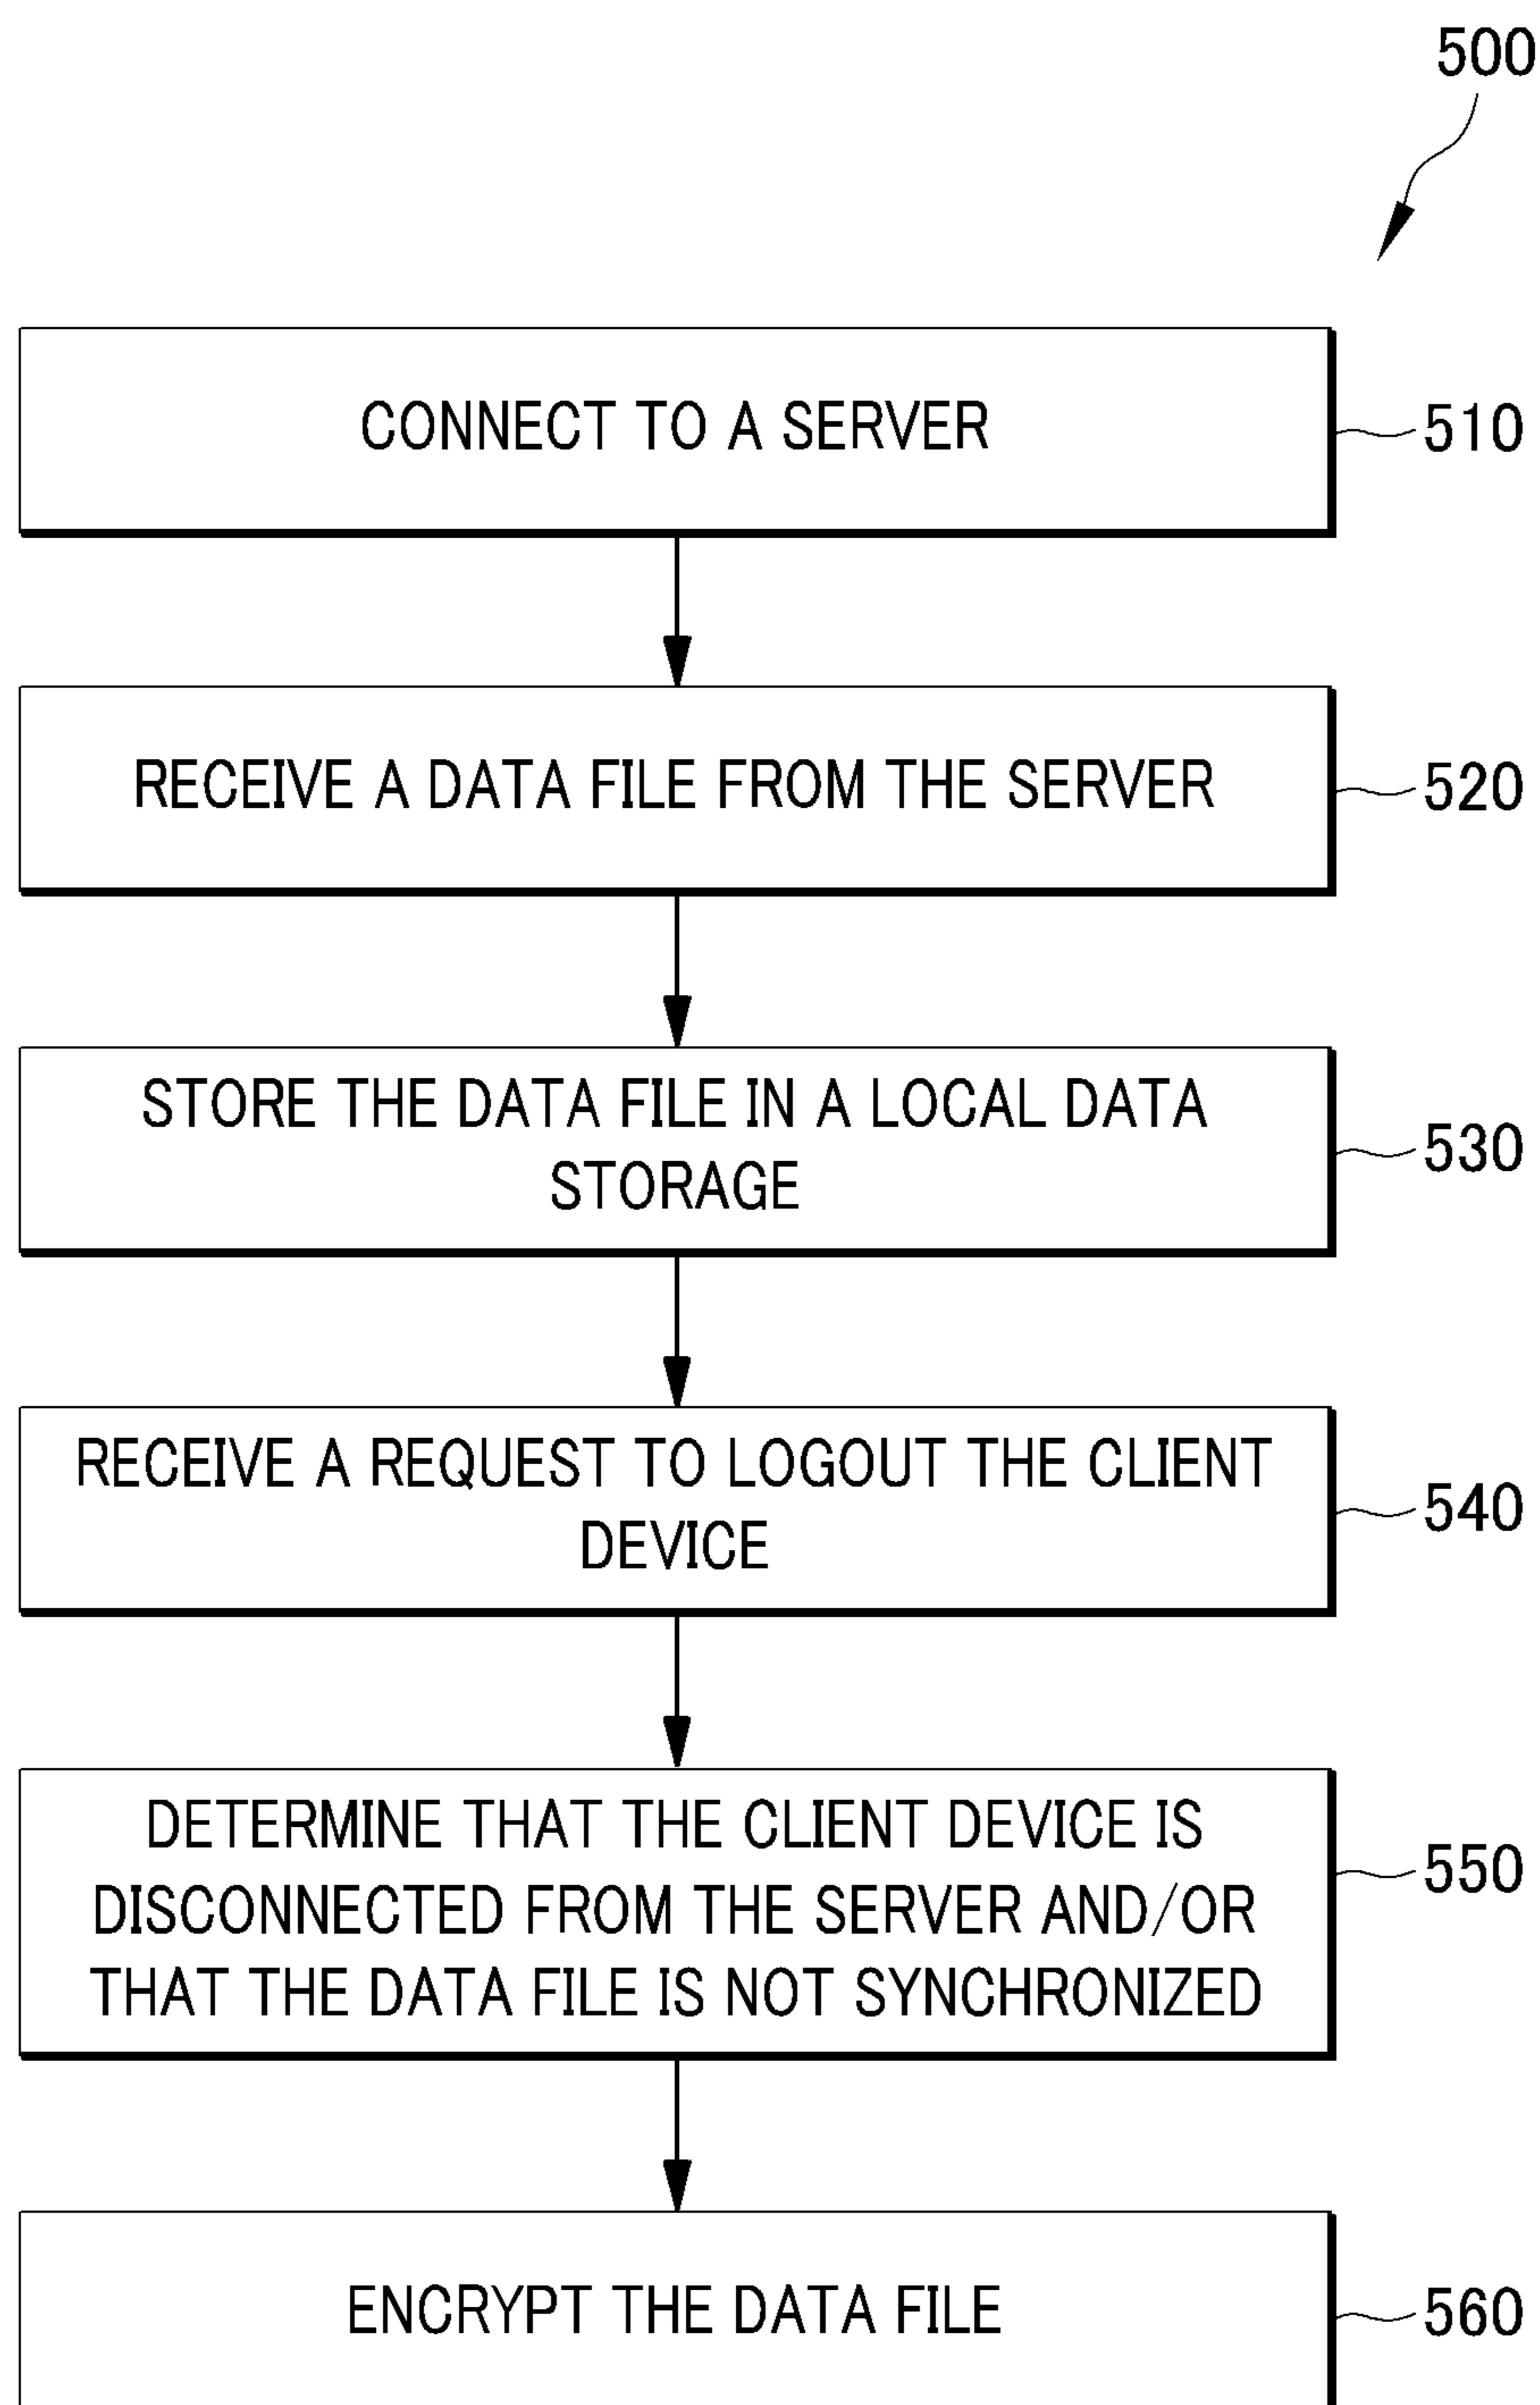 500
CONNECT TO A SERVER
510
RECEIVE A DATA FILE FROM THE SERVER
520
STORE THE DATA FILE IN A LOCAL DATA
STORAGE
530
RECEIVE A REQUEST TO LOGOUT THE CLIENT
DEVICE
540
DETERMINE THAT THE CLIENT DEVICE IS
DISCONNECTED FROM THE SERVER AND/OR
THAT THE DATA FILE IS NOT SYNCHRONIZED
550
ENCRYPT THE DATA FILE
560